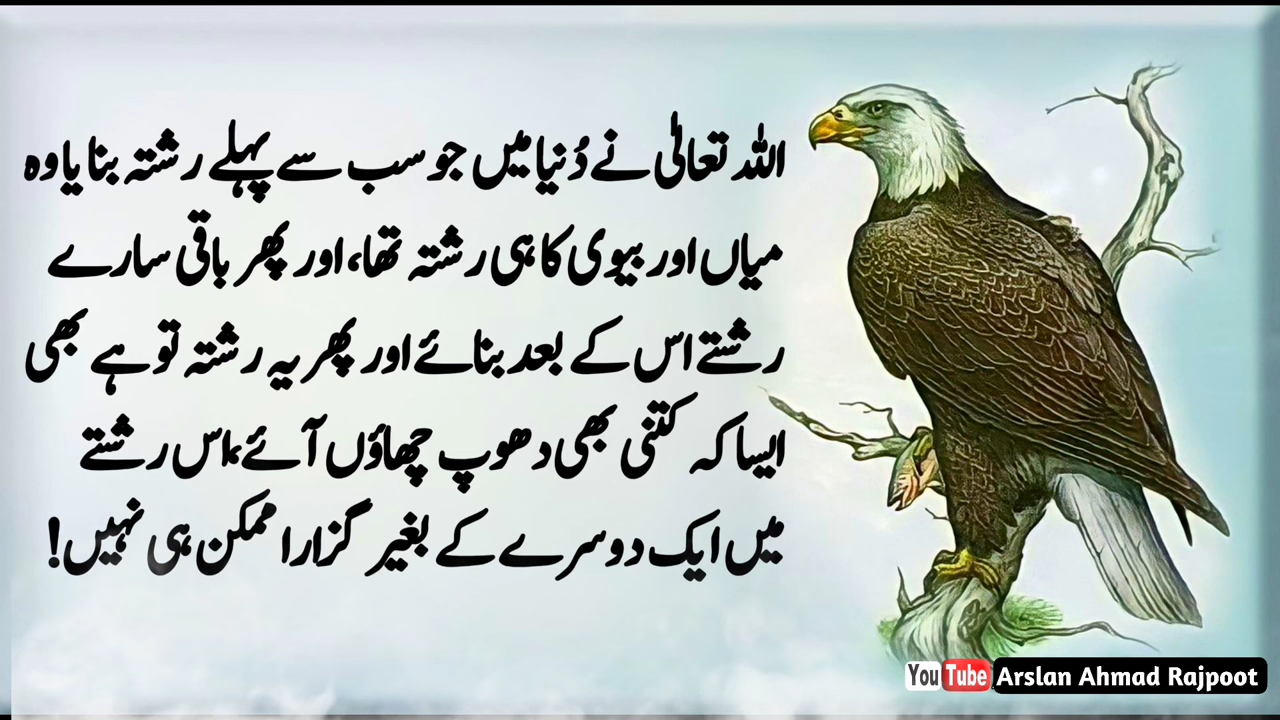 اللہ تعالیٰ نے دُنیا میں جو سب سے پہلے رشتہ بنایا وہ
میاں اور بیوی کا ہی رشتہ تھا، اور پھر باقی سارے
رشتے اس کے بعد بنائے اور پھر یہ رشتہ تو ہے بھی
ایسا کہ کتنی بھی دھوپ چھاؤں آئے، اس رشتے
میں ایک دوسرے کے بغیر گزارا ممکن ہی نہیں!
YouTube Arslan Ahmad Rajpoot